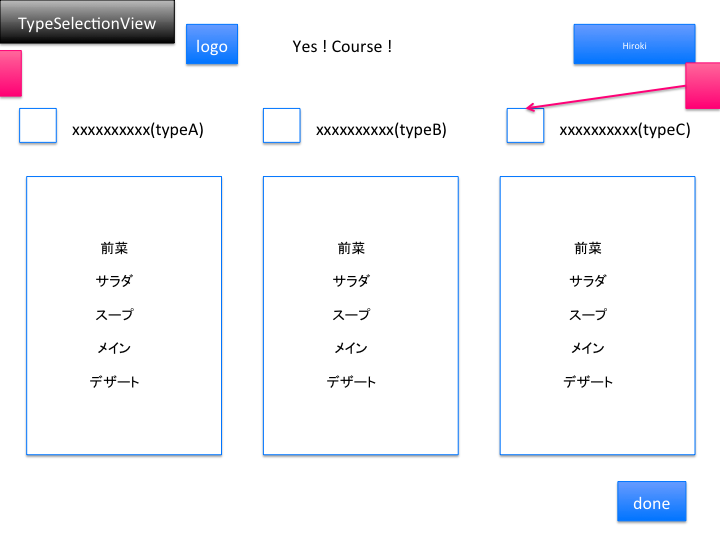 TypeSelectionView
logo
Yes ! Course !
Hiroki
xxxxxxxxxx(typeA)
xxxxxxxxxx(typeB)
xxxxxxxxxx(typeC)
前菜
サラダ
スープ
メイン
デザート
前菜
サラダ
スープ
メイン
デザート
前菜
サラダ
スープ
メイン
デザート
done